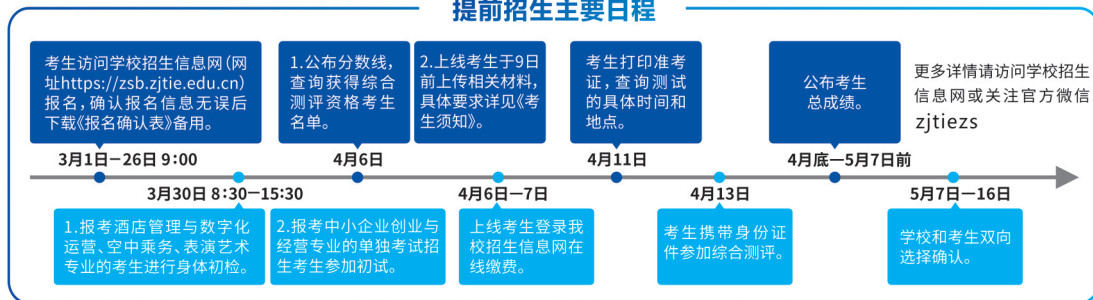 提前招生主要日程
考生访问学校招生信息网(网
址https://zsb.zjtie.edu.cn)
报名,确认报名信息无误后
下载《报名确认表》备用。
1.公布分数线,
查询获得综合
测评资格考生
名单。
2.上线考生于9日
前上传相关材料,
具体要求详见《考
生须知》。
考生打印准考
证,查询测试
的具体时间和
地点。
公布考生
总成绩。
更多详情请访问学校招生
信息网或关注官方微信
zjtiezs
3月1日—26日 9:00
4月6日
4月11日
4月底—5月7日前
3月30日 8:30—15:30
4月6日—7日
4月13日
5月7日—16日
1.报考酒店管理与数字化
运营、空中乘务、表演艺术
专业的考生进行身体初检。
2.报考中小企业创业与
经营专业的单独考试招
生考生参加初试。
上线考生登录我
校招生信息网在
线缴费。
考生携带身份证
件参加综合测评。
学校和考生双向
选择确认。